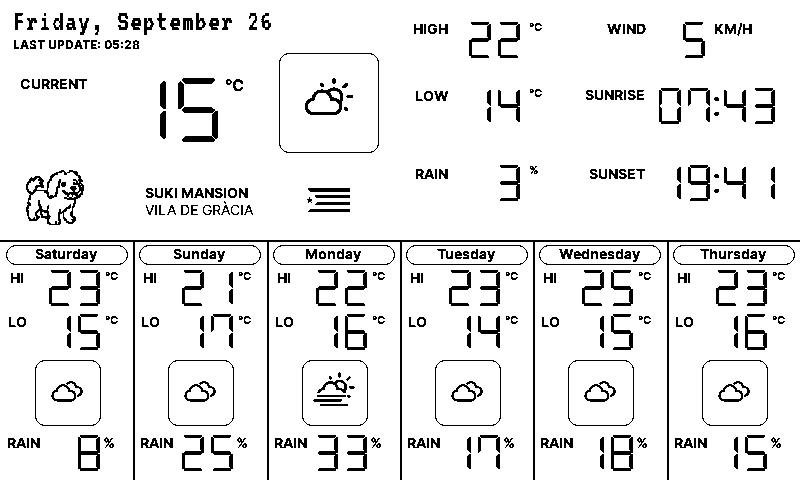 Friday, September 26
LAST UPDATE: 05:28
CURRENT 15 °C
SUKI MANSION
VILA DE GRÀCIA
HIGH 22 °C
LOW 14 °C
RAIN 3 %
WIND 5 KM/H
SUNRISE 07:43
SUNSET 19:41
Saturday
HI 23 °C
LO 15 °C
RAIN 8 %
Sunday
HI 21 °C
LO 17 °C
RAIN 25 %
Monday
HI 22 °C
LO 16 °C
RAIN 33 %
Tuesday
HI 23 °C
LO 14 °C
RAIN 17 %
Wednesday
HI 25 °C
LO 15 °C
RAIN 18 %
Thursday
HI 23 °C
LO 16 °C
RAIN 15 %